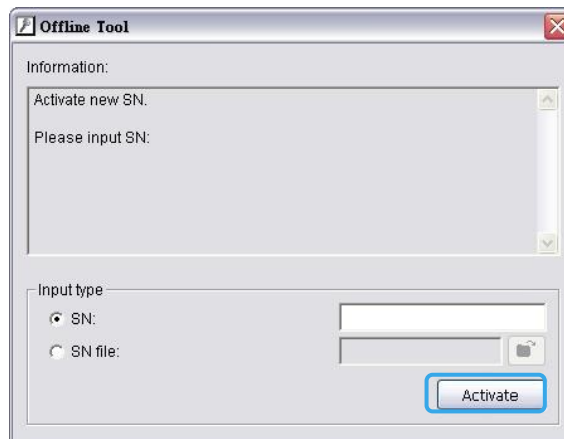 Offline Tool
Information:
Activate new SN.
Please input SN:
Input type
SN:
SN file:
Activate